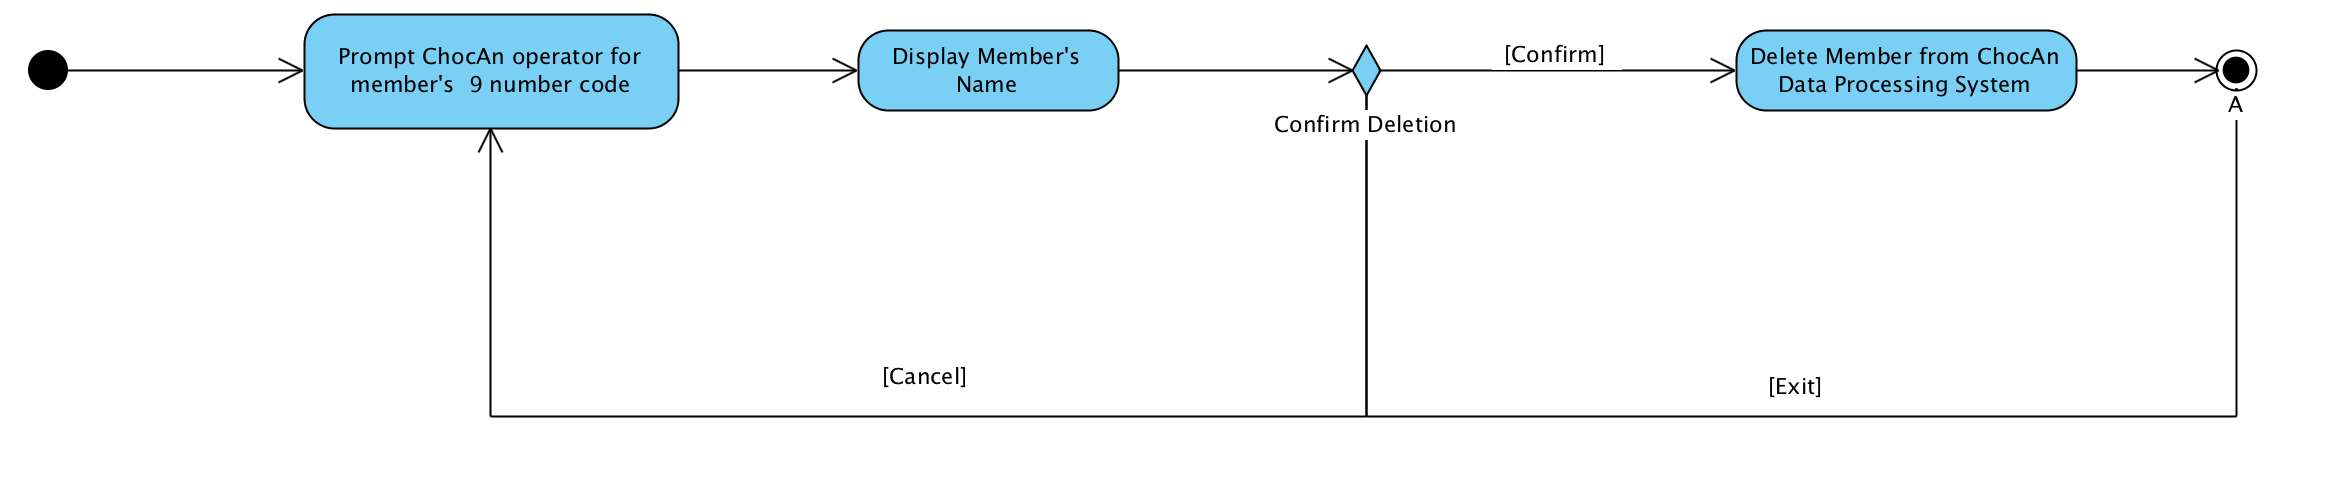 Prompt ChocAn operator for
member's  9 number code
Display Member's
Name
[Confirm]
Delete Member from ChocAn
Data Processing System
A
Confirm Deletion
[Cancel]
[Exit]